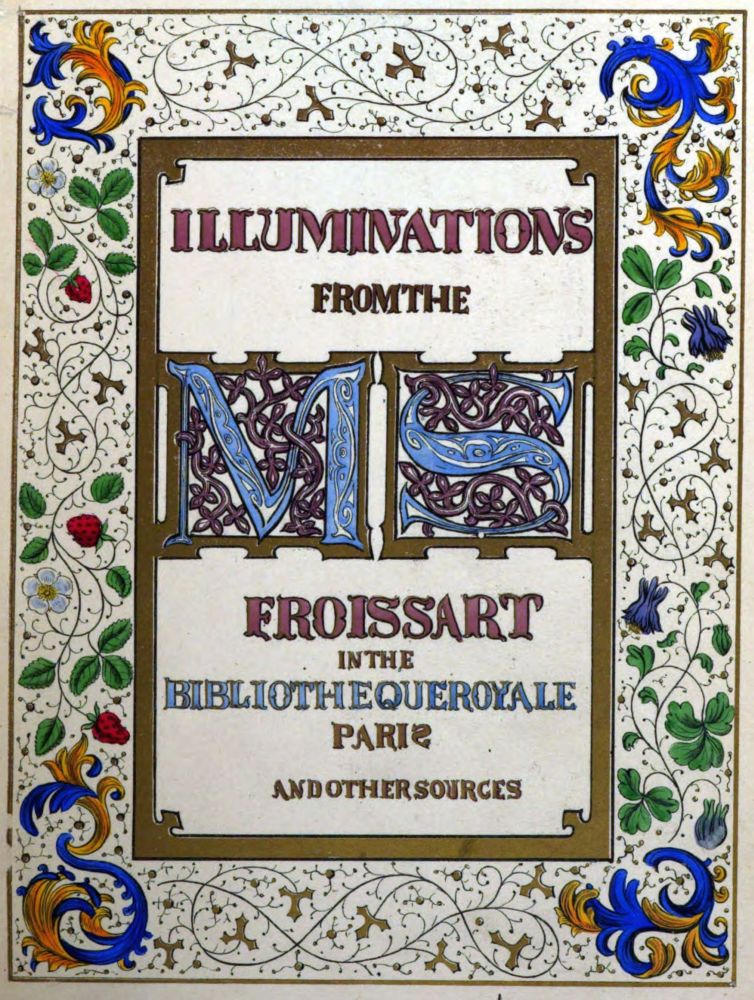 ILLUMINATIONS
FROM THE
MS
FROISSART
IN THE
BIBLIOTHEQUE ROYALE
PARIS
AND OTHER SOURCES